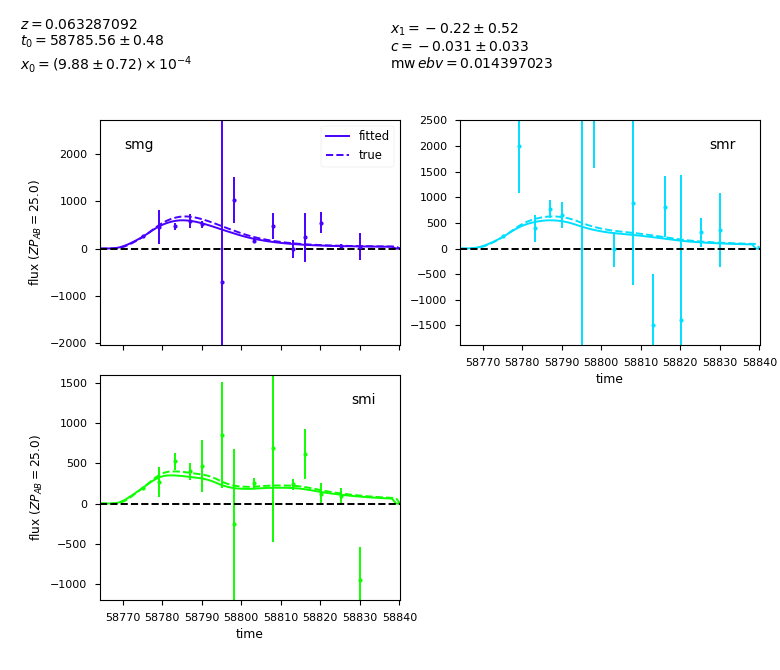 z = 0.063287092
t₀ = 58785.56 ± 0.48
x₀ = (9.88 ± 0.72) × 10⁻⁴
x₁ = −0.22 ± 0.52
c = −0.031 ± 0.033
mw ebv = 0.014397023
smg
fitted
true
2000
1000
0
−1000
−2000
flux (ZP_AB = 25.0)
smr
2500
2000
1500
1000
500
0
−500
−1000
−1500
58770 58780 58790 58800 58810 58820 58830 58840
time
smi
1500
1000
500
0
−500
−1000
flux (ZP_AB = 25.0)
58770 58780 58790 58800 58810 58820 58830 58840
time